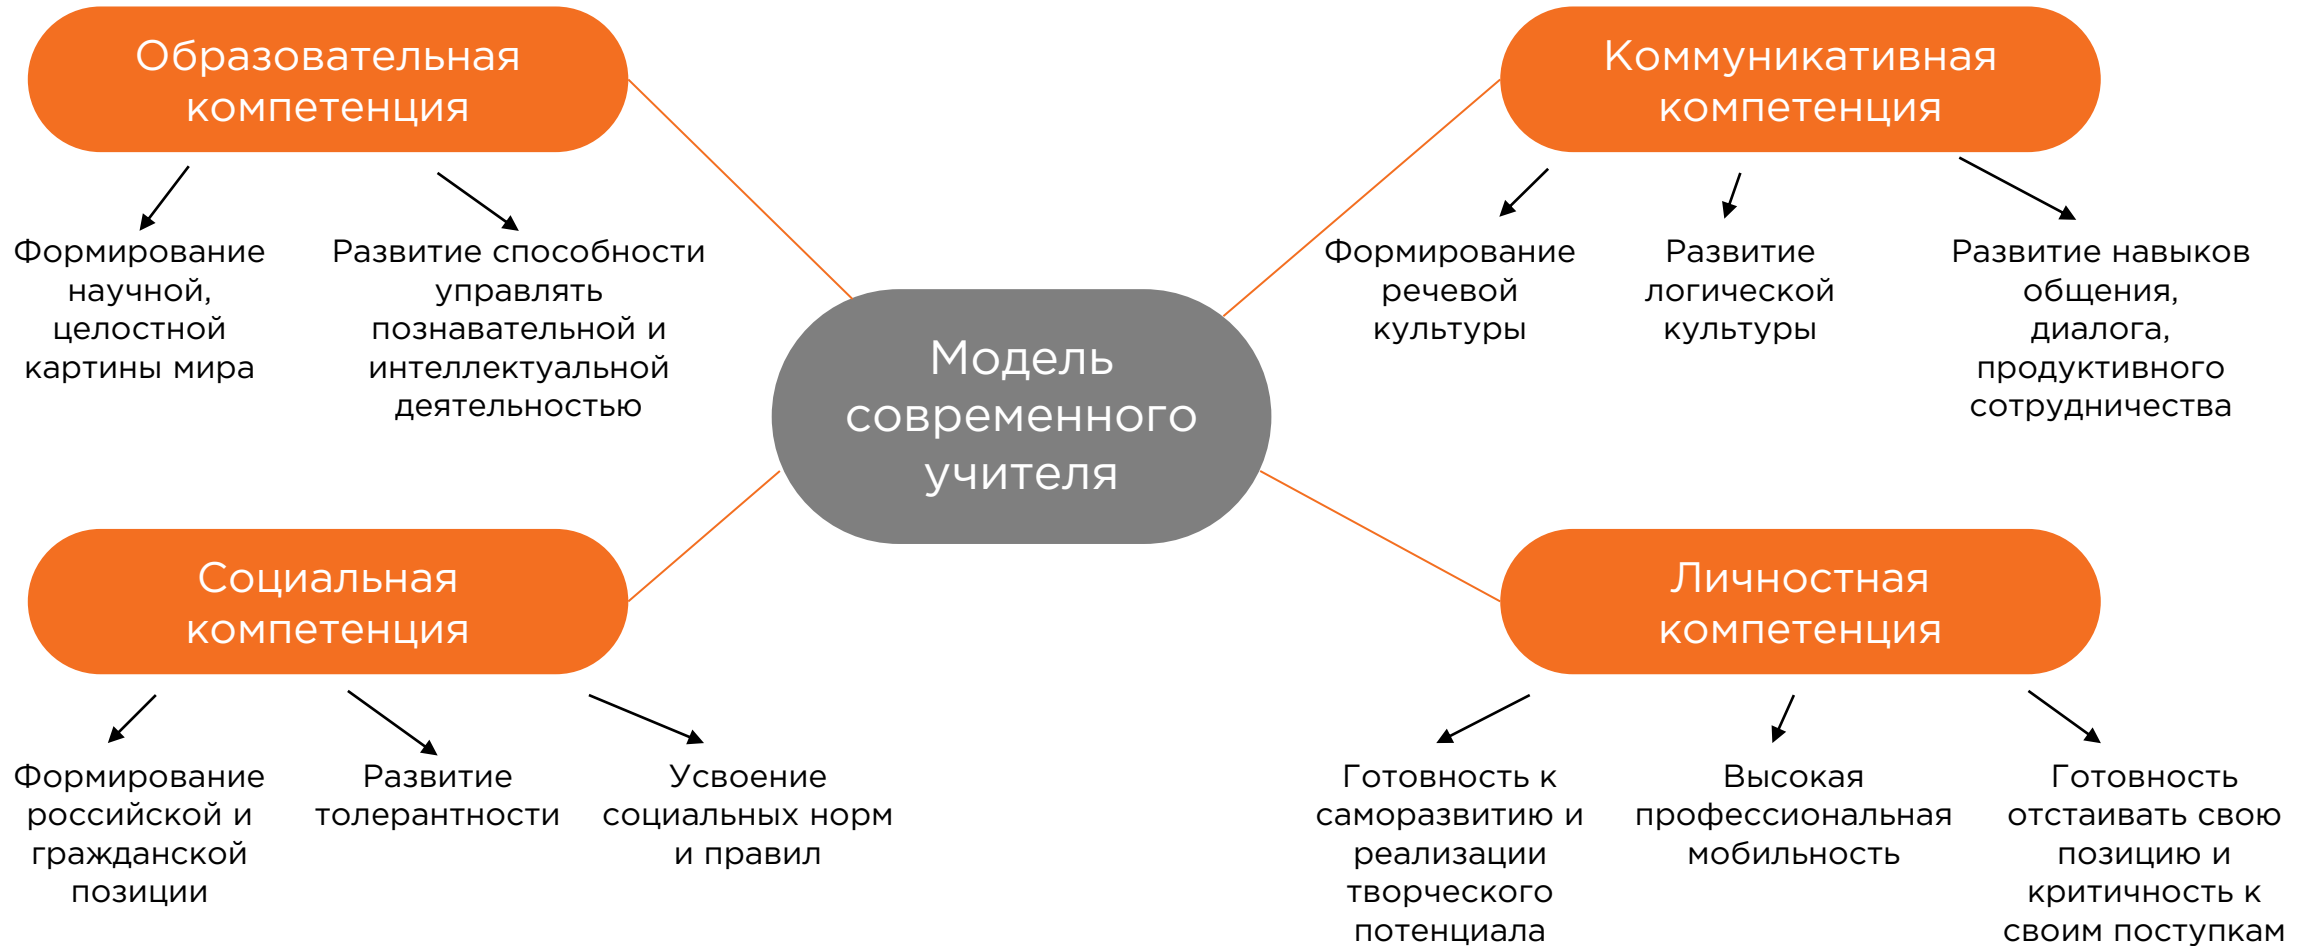 Образовательная
компетенция
Формирование
научной,
целостной
картины мира
Развитие способности
управлять
познавательной и
интеллектуальной
деятельностью
Коммуникативная
компетенция
Формирование
речевой
культуры
Развитие
логической
культуры
Развитие навыков
общения,
диалога,
продуктивного
сотрудничества
Модель
современного
учителя
Социальная
компетенция
Формирование
российской и
гражданской
позиции
Развитие
толерантности
Усвоение
социальных норм
и правил
Личностная
компетенция
Готовность к
саморазвитию и
реализации
творческого
потенциала
Высокая
профессиональная
мобильность
Готовность
отстаивать свою
позицию и
критичность к
своим поступкам